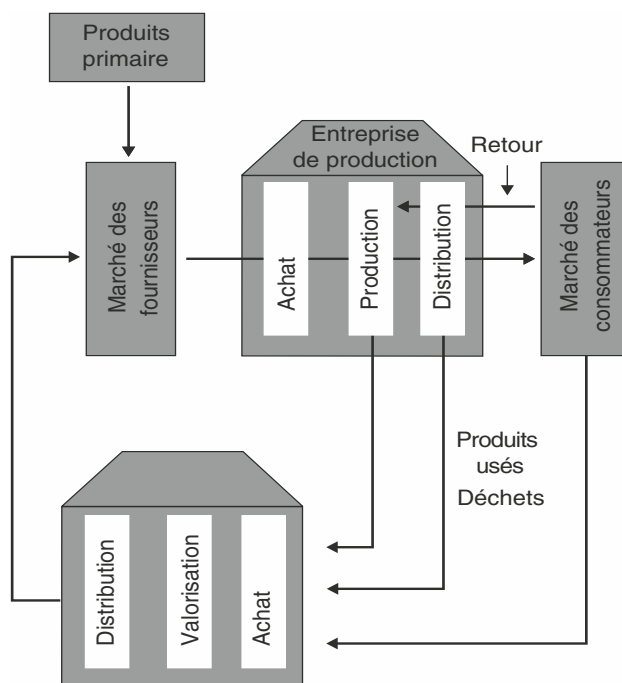 Produits
primaire
Entreprise
de production
Retour
Marché des
fournisseurs
Achat
Production
Distribution
Marché des
consommateurs
Produits
usés
Déchets
Distribution
Valorisation
Achat